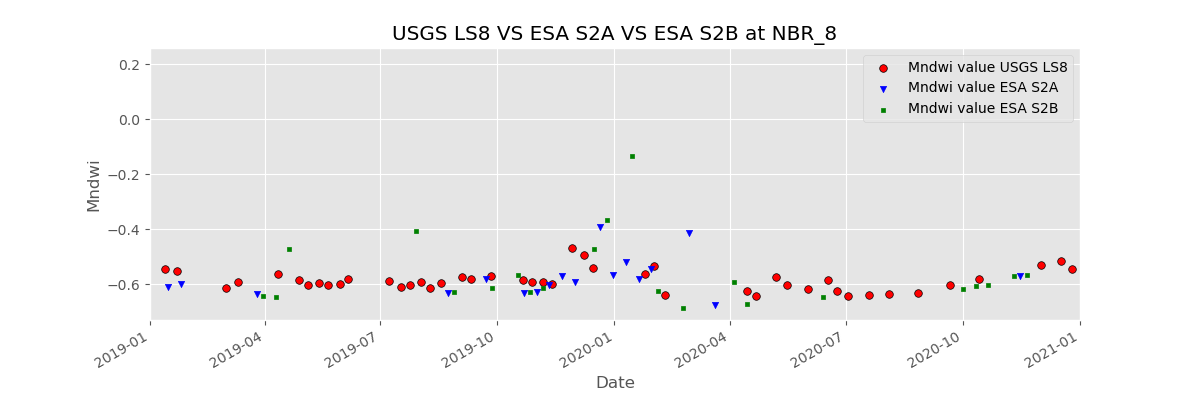 USGS LS8 VS ESA S2A VS ESA S2B at NBR_8
Mndwi value USGS LS8
Mndwi value ESA S2A
Mndwi value ESA S2B
0.2
0.0
−0.2
−0.4
−0.6
Mndwi
2019-01
2019-04
2019-07
2019-10
2020-01
2020-04
2020-07
2020-10
2021-01
Date